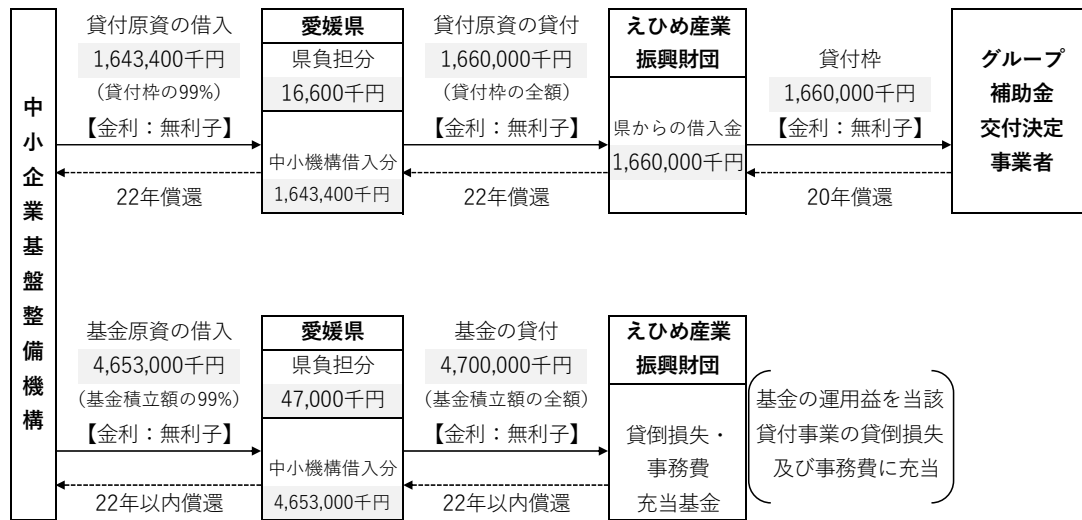 中小企業基盤整備機構
貸付原資の借入
1,643,400千円
(貸付枠の99%)
【金利：無利子】
22年償還
愛媛県
県負担分
16,600千円
中小機構借入分
1,643,400千円
貸付原資の貸付
1,660,000千円
(貸付枠の全額)
【金利：無利子】
22年償還
えひめ産業
振興財団
県からの借入金
1,660,000千円
貸付枠
1,660,000千円
【金利：無利子】
20年償還
グループ
補助金
交付決定
事業者
基金原資の借入
4,653,000千円
(基金積立額の99%)
【金利：無利子】
22年以内償還
愛媛県
県負担分
47,000千円
中小機構借入分
4,653,000千円
基金の貸付
4,700,000千円
(基金積立額の全額)
【金利：無利子】
22年以内償還
えひめ産業
振興財団
貸倒損失・
事務費
充当基金
基金の運用益を当該
貸付事業の貸倒損失
及び事務費に充当